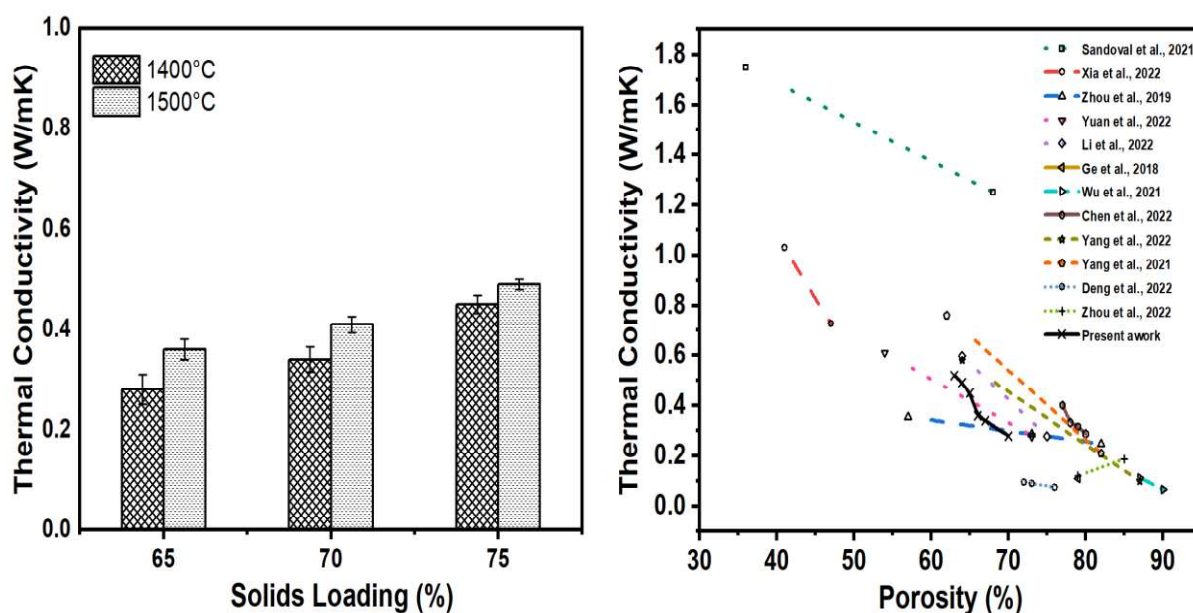 Thermal Conductivity (W/mK)
1.0
0.8
0.6
0.4
0.2
0.0
1400°C
1500°C
65
70
75
Solids Loading (%)
Thermal Conductivity (W/mK)
1.8
1.6
1.4
1.2
1.0
0.8
0.6
0.4
0.2
0.0
Sandoval et al., 2021
Xia et al., 2022
Zhou et al., 2019
Yuan et al., 2022
Li et al., 2022
Ge et al., 2018
Wu et al., 2021
Chen et al., 2022
Yang et al., 2022
Yang et al., 2021
Deng et al., 2022
Zhou et al., 2022
Present awork
30
40
50
60
70
80
90
Porosity (%)